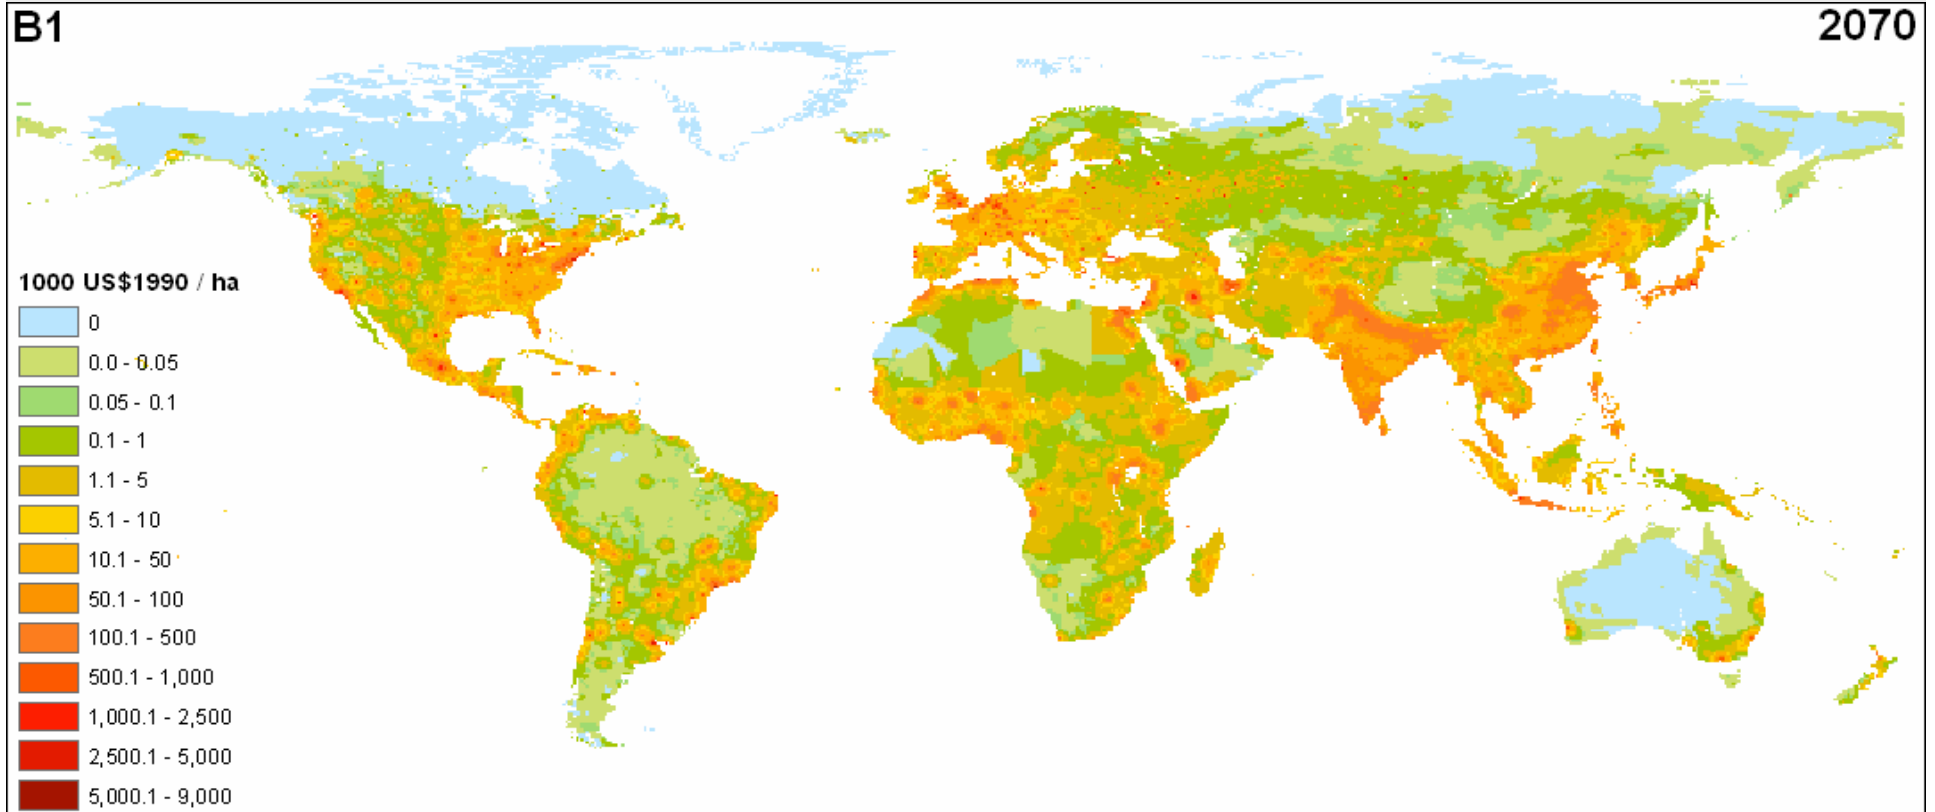 B1
2070
1000 US$1990 / ha
0
0.0 - 0.05
0.05 - 0.1
0.1 - 1
1.1 - 5
5.1 - 10
10.1 - 50
50.1 - 100
100.1 - 500
500.1 - 1,000
1,000.1 - 2,500
2,500.1 - 5,000
5,000.1 - 9,000